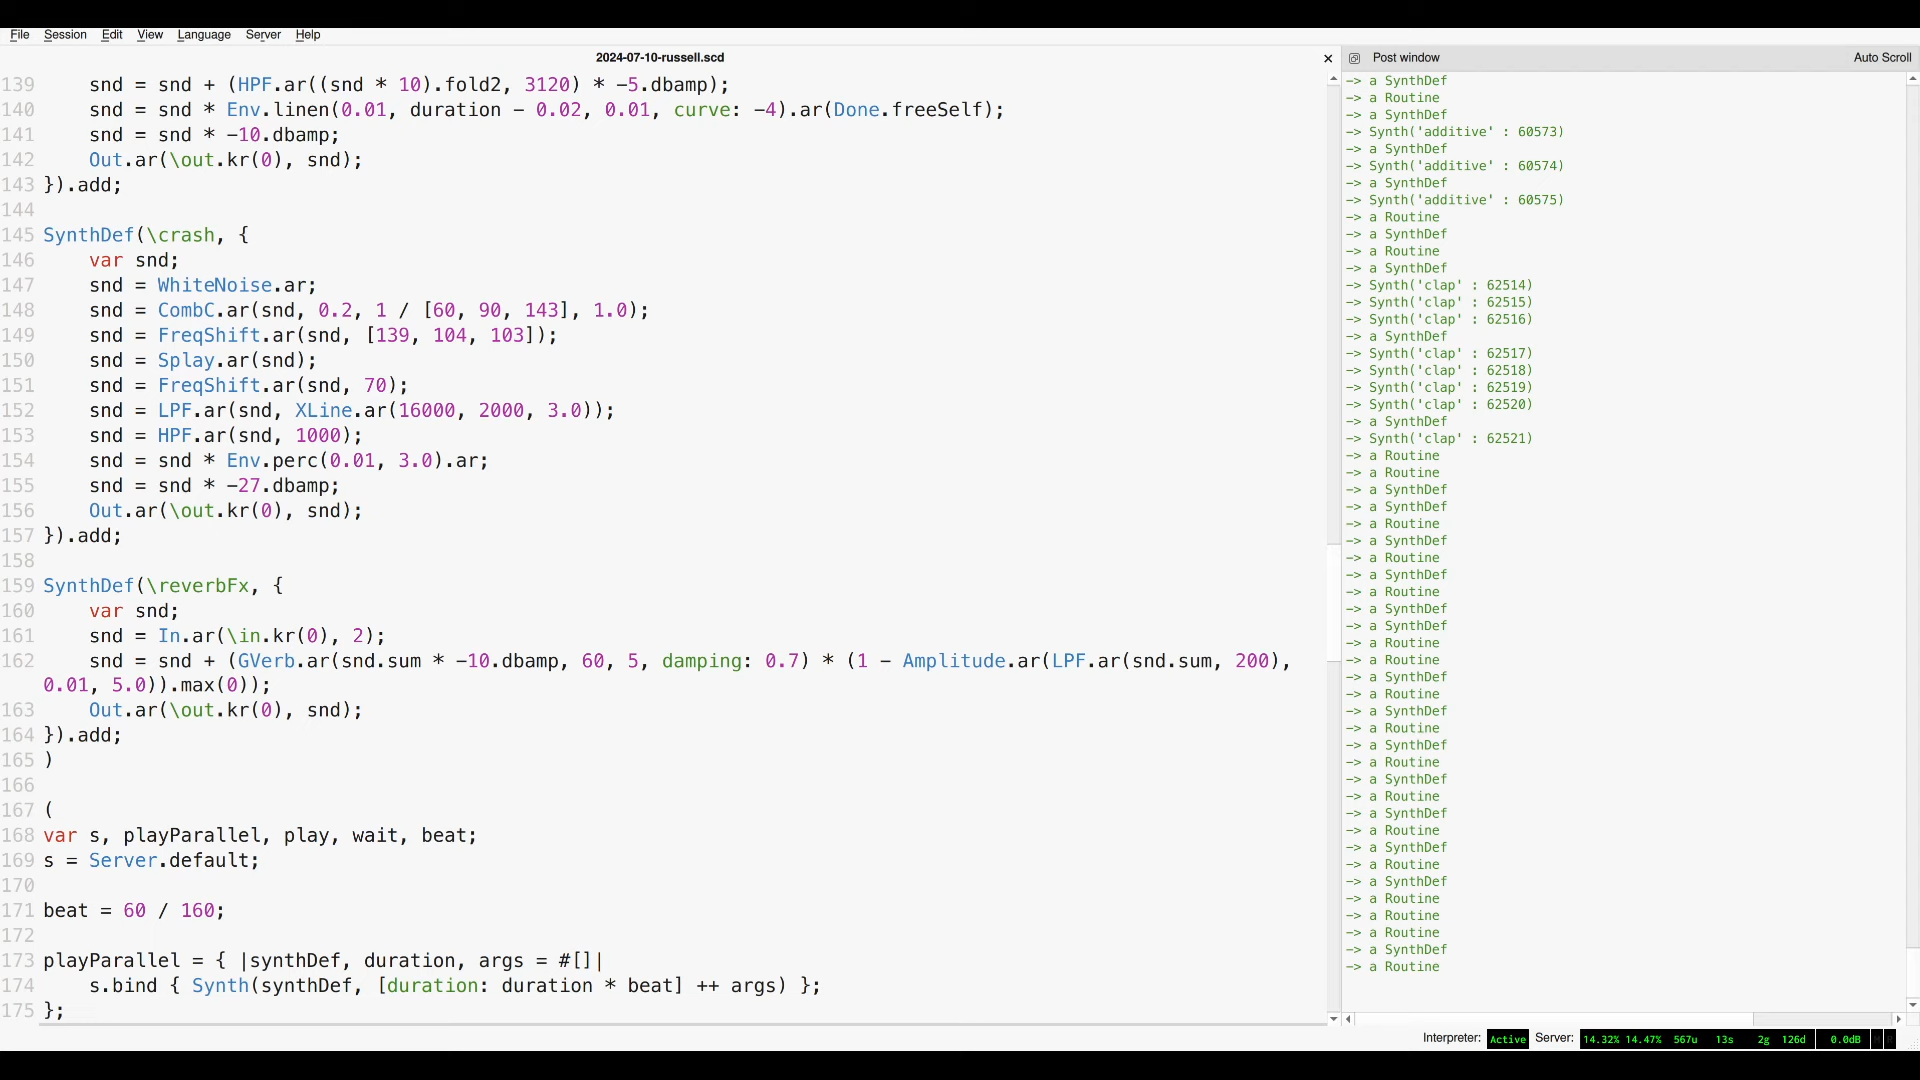 File Session Edit View Language Server Help
2024-07-10-russell.scd
139 snd = snd + (HPF.ar((snd * 10).fold2, 3120) * -5.dbamp);
140 snd = snd * Env.linen(0.01, duration - 0.02, 0.01, curve: -4).ar(Done.freeSelf);
141 snd = snd * -10.dbamp;
142 Out.ar(\out.kr(0), snd);
143 }).add;
144
145 SynthDef(\crash, {
146 var snd;
147 snd = WhiteNoise.ar;
148 snd = CombC.ar(snd, 0.2, 1 / [60, 90, 143], 1.0);
149 snd = FreqShift.ar(snd, [139, 104, 103]);
150 snd = Splay.ar(snd);
151 snd = FreqShift.ar(snd, 70);
152 snd = LPF.ar(snd, XLine.ar(16000, 2000, 3.0));
153 snd = HPF.ar(snd, 1000);
154 snd = snd * Env.perc(0.01, 3.0).ar;
155 snd = snd * -27.dbamp;
156 Out.ar(\out.kr(0), snd);
157 }).add;
158
159 SynthDef(\reverbFx, {
160 var snd;
161 snd = In.ar(\in.kr(0), 2);
162 snd = snd + (GVerb.ar(snd.sum * -10.dbamp, 60, 5, damping: 0.7) * (1 - Amplitude.ar(LPF.ar(snd.sum, 200),
0.01, 5.0)).max(0));
163 Out.ar(\out.kr(0), snd);
164 }).add;
165 )
166
167 (
168 var s, playParallel, play, wait, beat;
169 s = Server.default;
170
171 beat = 60 / 160;
172
173 playParallel = { |synthDef, duration, args = #[]|
174 s.bind { Synth(synthDef, [duration: duration * beat] ++ args) };
175 };
Post window Auto Scroll
-> a SynthDef
-> a Routine
-> a SynthDef
-> Synth('additive' : 60573)
-> a SynthDef
-> Synth('additive' : 60574)
-> a SynthDef
-> Synth('additive' : 60575)
-> a Routine
-> a SynthDef
-> a Routine
-> a SynthDef
-> Synth('clap' : 62514)
-> Synth('clap' : 62515)
-> Synth('clap' : 62516)
-> a SynthDef
-> Synth('clap' : 62517)
-> Synth('clap' : 62518)
-> Synth('clap' : 62519)
-> Synth('clap' : 62520)
-> a SynthDef
-> Synth('clap' : 62521)
-> a Routine
-> a Routine
-> a SynthDef
-> a SynthDef
-> a Routine
-> a SynthDef
-> a Routine
-> a SynthDef
-> a Routine
-> a SynthDef
-> a SynthDef
-> a Routine
-> a Routine
-> a SynthDef
-> a Routine
-> a SynthDef
-> a Routine
-> a SynthDef
-> a Routine
-> a SynthDef
-> a Routine
-> a SynthDef
-> a Routine
-> a SynthDef
-> a Routine
-> a SynthDef
-> a Routine
-> a Routine
-> a Routine
-> a SynthDef
-> a Routine
Interpreter: Active Server: 14.32% 14.47% 567u 13s 2g 126d 0.0dB